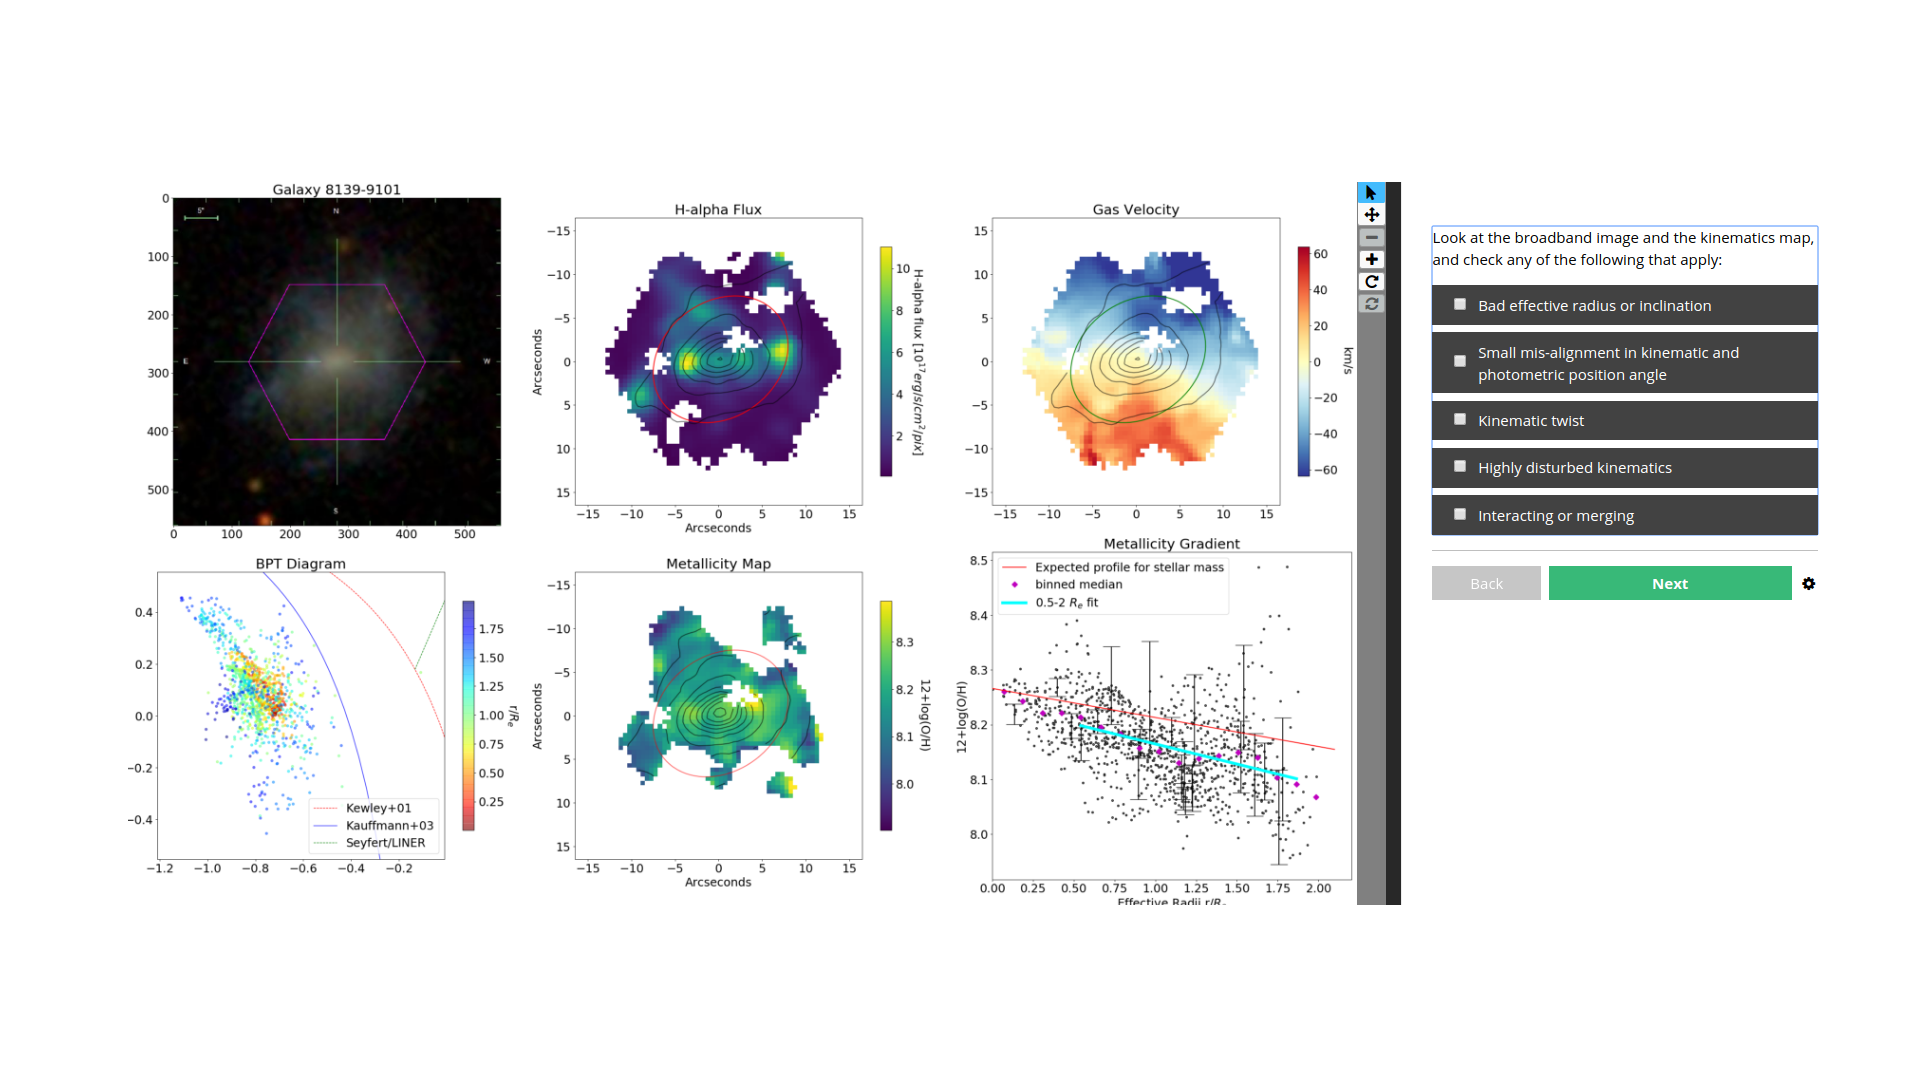 Galaxy 8139-9101
0
100
200
300
400
500
5"
N
E
W
S
0 100 200 300 400 500
H-alpha Flux
−15
−10
−5
0
5
10
15
Arcseconds
−15 −10 −5 0 5 10 15
Arcseconds
10
8
6
4
2
H-alpha flux [10^17 erg/s/cm^2/pix]
Gas Velocity
15
10
5
0
−5
−10
−15
−15 −10 −5 0 5 10 15
60
40
20
0
−20
−40
−60
km/s
Look at the broadband image and the kinematics map,
and check any of the following that apply:
Bad effective radius or inclination
Small mis-alignment in kinematic and
photometric position angle
Kinematic twist
Highly disturbed kinematics
Interacting or merging
Back Next
BPT Diagram
0.4
0.2
0.0
−0.2
−0.4
Kewley+01
Kauffmann+03
Seyfert/LINER
−1.2 −1.0 −0.8 −0.6 −0.4 −0.2
1.75
1.50
1.25
1.00
0.75
0.50
0.25
r/Re
Metallicity Map
−15
−10
−5
0
5
10
15
Arcseconds
−15 −10 −5 0 5 10 15
Arcseconds
8.3
8.2
8.1
8.0
12+log(O/H)
Metallicity Gradient
8.5
8.4
8.3
8.2
8.1
8.0
12+log(O/H)
Expected profile for stellar mass
binned median
0.5-2 Re fit
0.00 0.25 0.50 0.75 1.00 1.25 1.50 1.75 2.00
Effective Radii r/Re